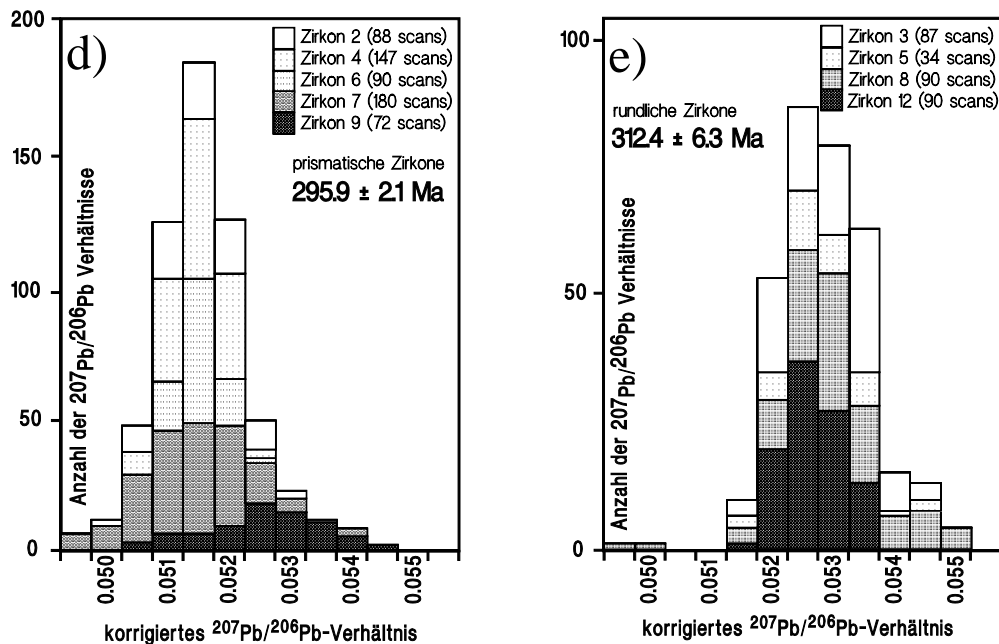 d)
200
150
100
50
0
Anzahl der 207Pb/206Pb Verhältnisse
Zirkon 2 (88 scans)
Zirkon 4 (147 scans)
Zirkon 6 (90 scans)
Zirkon 7 (180 scans)
Zirkon 9 (72 scans)
prismatische Zirkone
295.9 ± 2.1 Ma
0.050
0.051
0.052
0.053
0.054
0.055
korrigiertes 207Pb/206Pb-Verhältnis
e)
100
50
0
Anzahl der 207Pb/206Pb Verhältnisse
Zirkon 3 (87 scans)
Zirkon 5 (34 scans)
Zirkon 8 (90 scans)
Zirkon 12 (90 scans)
rundliche Zirkone
312.4 ± 6.3 Ma
0.050
0.051
0.052
0.053
0.054
0.055
korrigiertes 207Pb/206Pb-Verhältnis